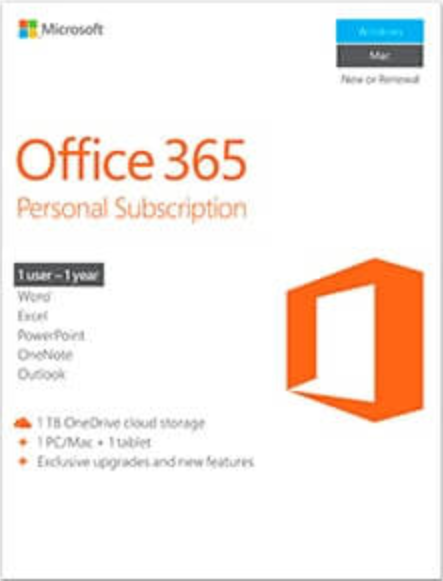 Microsoft
Windows
Mac
New or Renewal
Office 365
Personal Subscription
1 user – 1 year
Word
Excel
PowerPoint
OneNote
Outlook
1 TB OneDrive cloud storage
1 PC/Mac + 1 tablet
Exclusive upgrades and new features